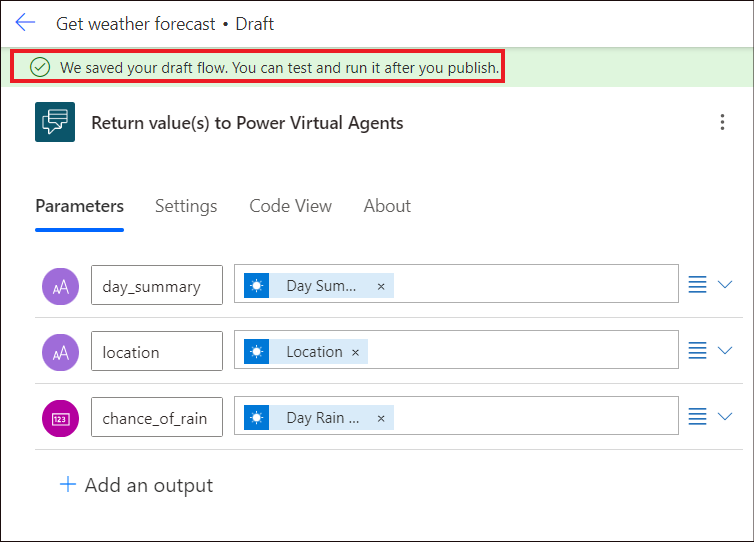 Get weather forecast • Draft
We saved your draft flow. You can test and run it after you publish.
Return value(s) to Power Virtual Agents
Parameters Settings Code View About
AA day_summary Day Sum... ×
AA location Location ×
123 chance_of_rain Day Rain ... ×
+ Add an output